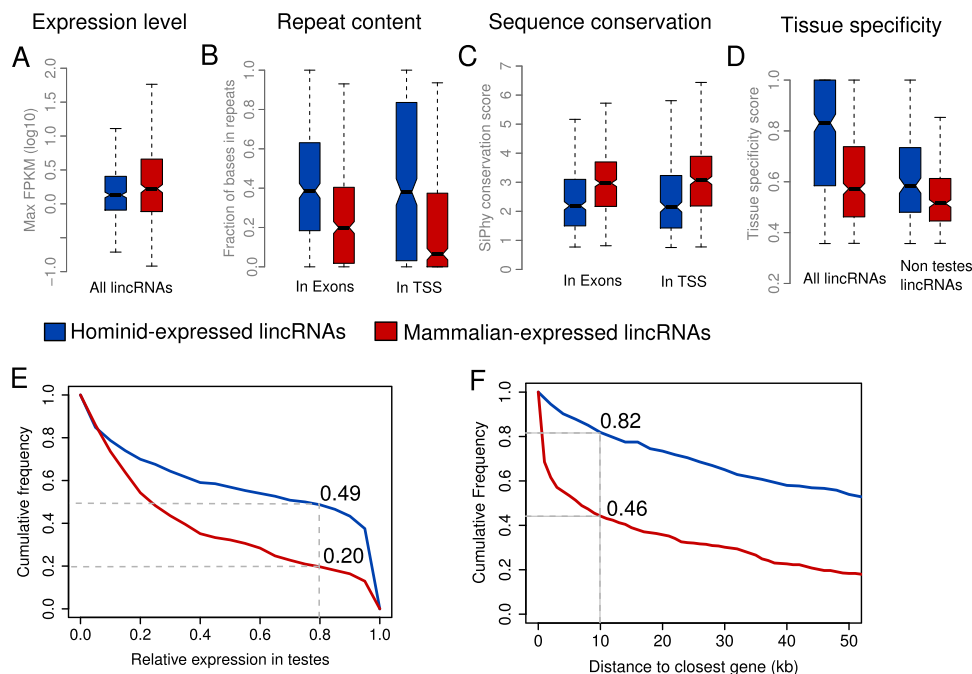 Expression level
Repeat content
Sequence conservation
Tissue specificity
A
Max FPKM (log10)
2.0
1.5
1.0
0.5
0.0
−1.0
All lincRNAs
B
Fraction of bases in repeats
1.0
0.8
0.4
0.2
0.0
In Exons
In TSS
C
SiPhy conservation score
7
6
5
4
3
2
1
0
In Exons
In TSS
D
Tissue specificity score
1.0
0.8
0.4
0.2
All lincRNAs
Non testes
lincRNAs
Hominid-expressed lincRNAs
Mammalian-expressed lincRNAs
E
Cumulative frequency
1.0
0.8
0.6
0.4
0.2
0.0
0.49
0.20
0.0
0.2
0.4
0.6
0.8
1.0
Relative expression in testes
F
Cumulative Frequency
1.0
0.8
0.6
0.4
0.2
0.0
0.82
0.46
0
10
20
30
40
50
Distance to closest gene (kb)